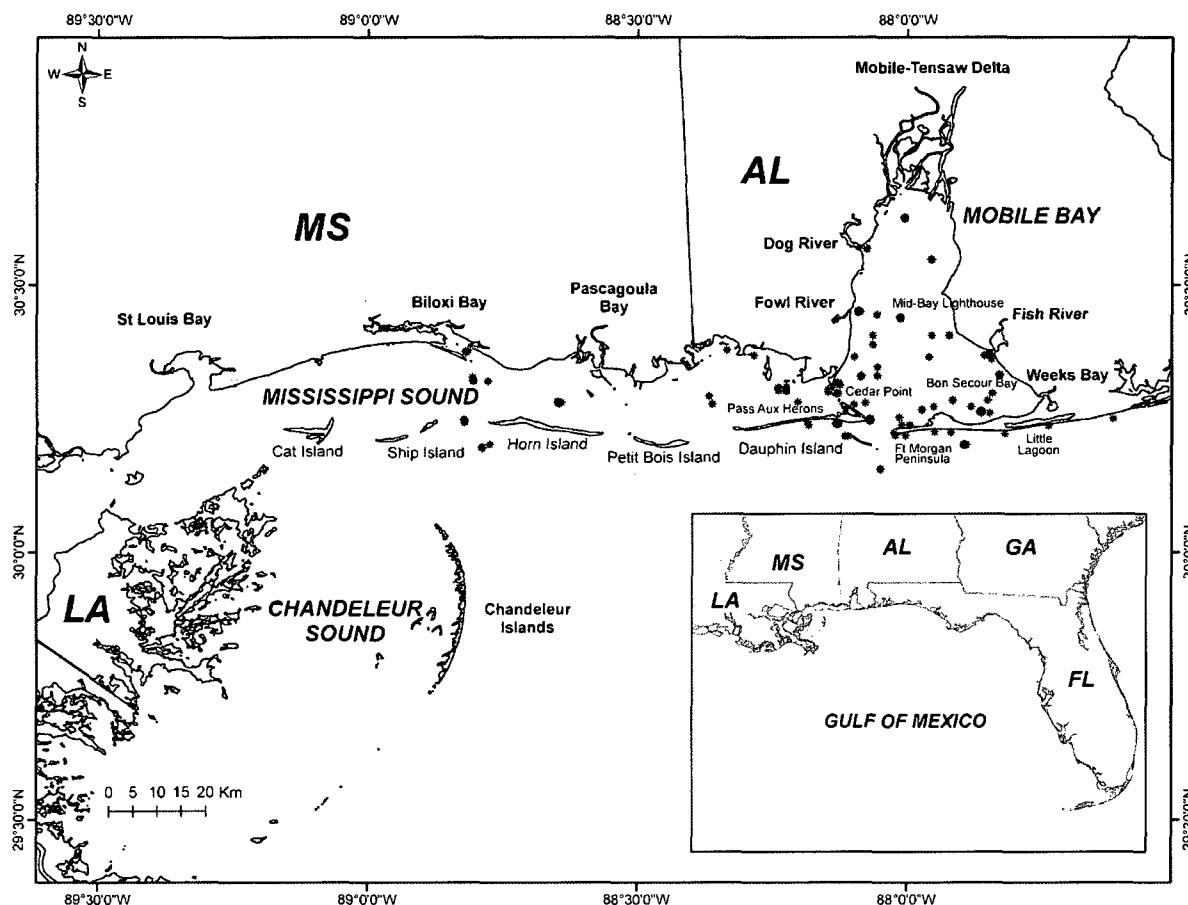 89°30'0"W 89°0'0"W 88°30'0"W 88°0'0"W
N
W E
S
Mobile-Tensaw Delta
AL
MS
MOBILE BAY
Dog River
30°30'0"N
Pascagoula
Bay
Biloxi Bay
Fowl River
Mid-Bay Lighthouse
Fish River
St Louis Bay
MISSISSIPPI SOUND
Cedar Point
Bon Secour Bay
Weeks Bay
Pass Aux Herons
Cat Island
Ship Island
Horn Island
Petit Bois Island
Dauphin Island
Ft Morgan
Peninsula
Little
Lagoon
30°0'0"N
LA
CHANDELEUR
SOUND
Chandeleur
Islands
MS
AL
GA
LA
FL
GULF OF MEXICO
0 5 10 15 20 Km
29°30'0"N
89°30'0"W 89°0'0"W 88°30'0"W 88°0'0"W